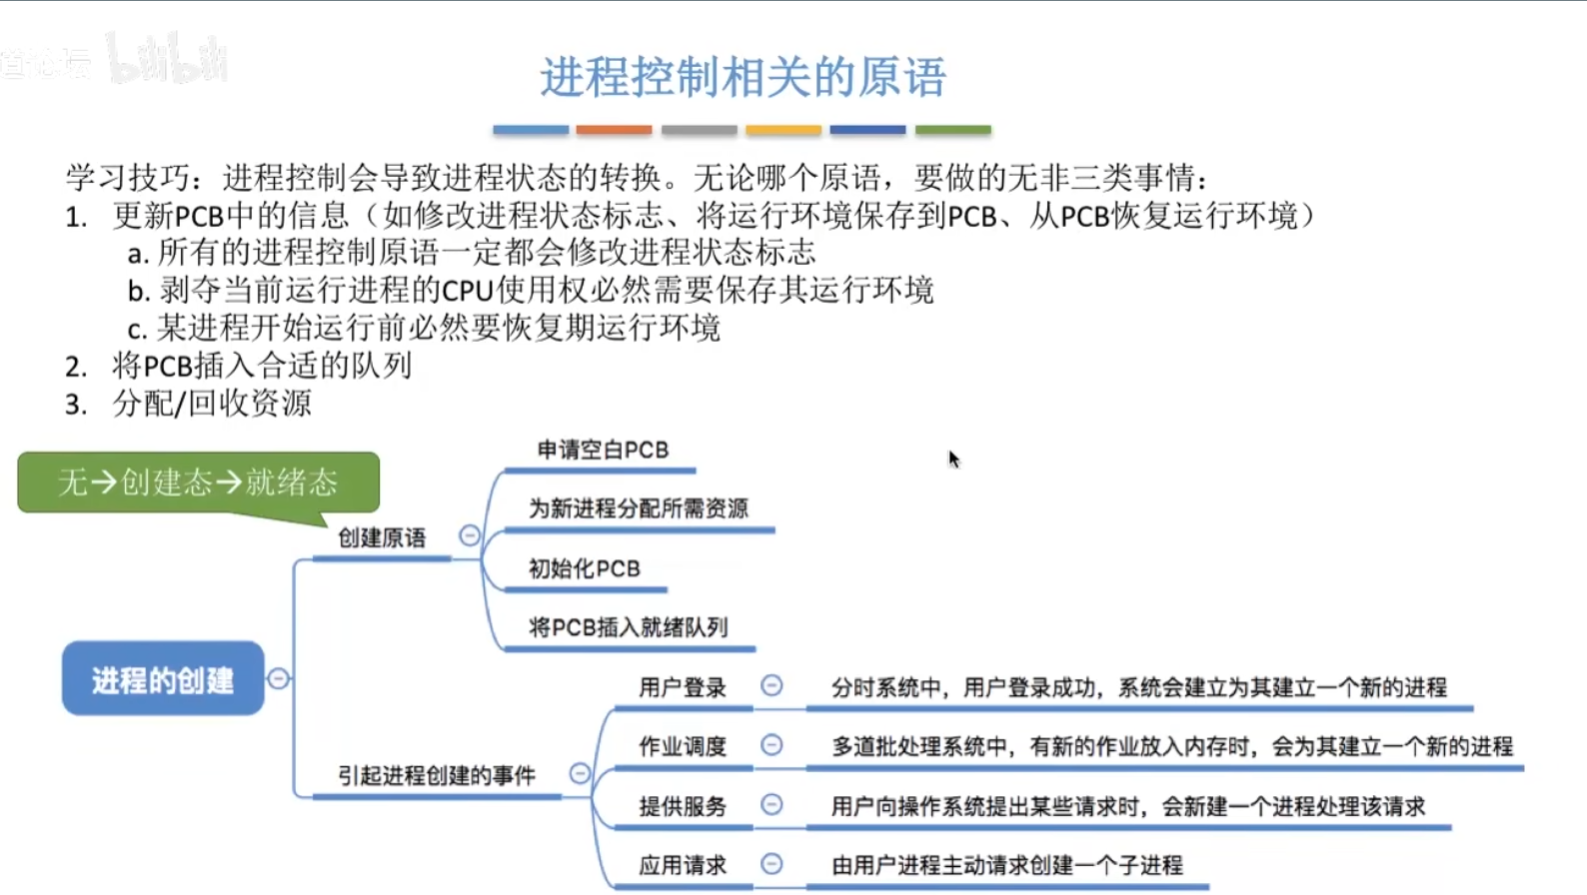 道论坛 bilibili
进程控制相关的原语
学习技巧：进程控制会导致进程状态的转换。无论哪个原语，要做的无非三类事情：
1. 更新PCB中的信息（如修改进程状态标志、将运行环境保存到PCB、从PCB恢复运行环境）
a. 所有的进程控制原语一定都会修改进程状态标志
b. 剥夺当前运行进程的CPU使用权必然需要保存其运行环境
c. 某进程开始运行前必然要恢复期运行环境
2. 将PCB插入合适的队列
3. 分配/回收资源
无→创建态→就绪态
进程的创建
创建原语
申请空白PCB
为新进程分配所需资源
初始化PCB
将PCB插入就绪队列
引起进程创建的事件
用户登录 分时系统中，用户登录成功，系统会建立为其建立一个新的进程
作业调度 多道批处理系统中，有新的作业放入内存时，会为其建立一个新的进程
提供服务 用户向操作系统提出某些请求时，会新建一个进程处理该请求
应用请求 由用户进程主动请求创建一个子进程